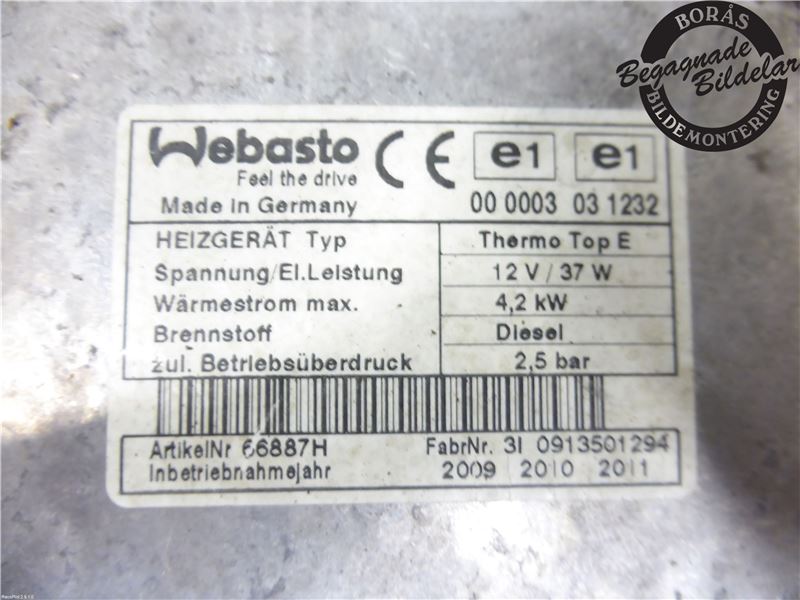 BORÅS
Begagnade
Bildelar
BILDEMONTERING
Webasto
Feel the drive
CE e1 e1
Made in Germany 00 0003 03 1232
HEIZGERÄT Typ Thermo Top E
Spannung/El.Leistung 12 V / 37 W
Wärmestrom max. 4,2 kW
Brennstoff Diesel
zul. Betriebsüberdruck 2,5 bar
ArtikelNr 66887H FabrNr. 3I 0913501294
Inbetriebnahmejahr 2009 2010 2011